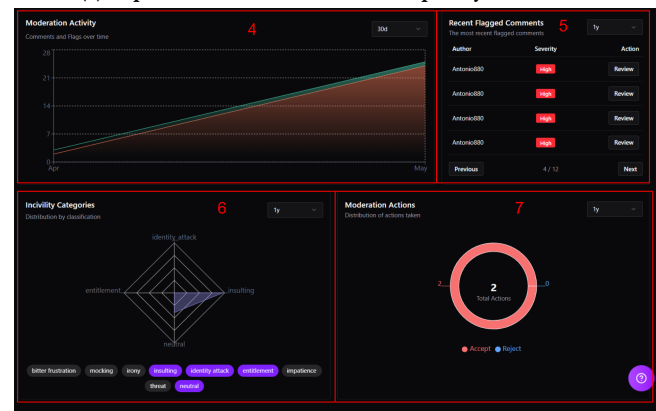 Moderation Activity
Comments and Flags over time
4
30d
28
21
14
7
0
Apr
May
Recent Flagged Comments
The most recent flagged comments
5
1y
Author Severity Action
Antonio880 High Review
Antonio880 High Review
Antonio880 High Review
Antonio880 High Review
Previous 4 / 12 Next
Incivility Categories
Distribution by classification
6
1y
identity_attack
entitlement
insulting
neutral
bitter frustration mocking irony insulting identity attack entitlement impatience
threat neutral
Moderation Actions
Distribution of actions taken
7
1y
2
2
Total Actions
0
Accept Reject